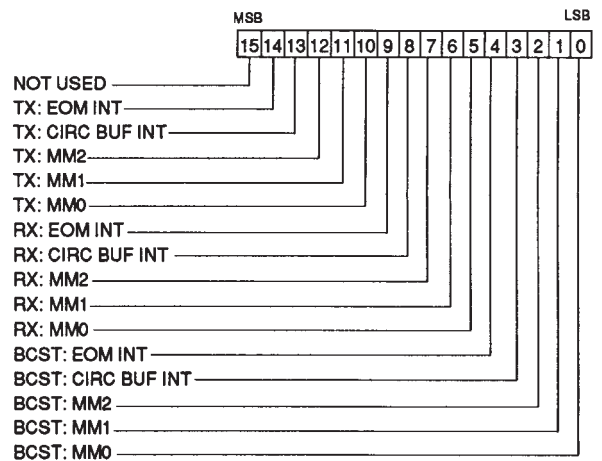 MSB LSB
15 14 13 12 11 10 9 8 7 6 5 4 3 2 1 0
NOT USED
TX: EOM INT
TX: CIRC BUF INT
TX: MM2
TX: MM1
TX: MM0
RX: EOM INT
RX: CIRC BUF INT
RX: MM2
RX: MM1
RX: MM0
BCST: EOM INT
BCST: CIRC BUF INT
BCST: MM2
BCST: MM1
BCST: MM0